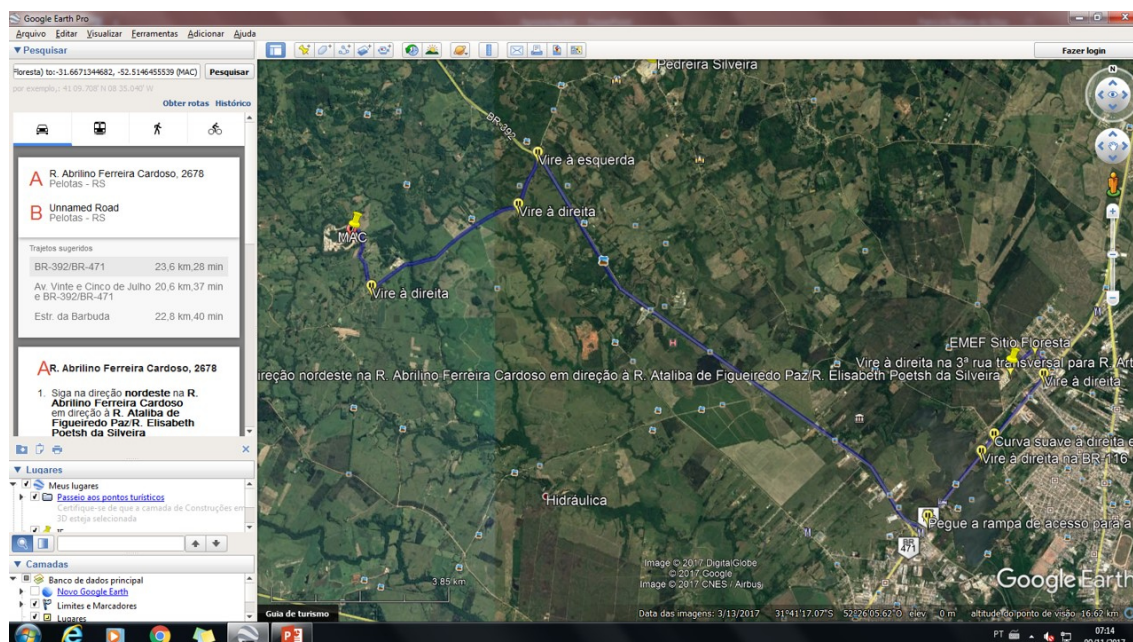 Google Earth Pro
Arquivo Editar Visualizar Ferramentas Adicionar Ajuda
▼ Pesquisar
Floresta) to:-31.6671344682, -52.5146455539 (MAC) Pesquisar
por exemplo,: 41 09.708' N 08 35.040' W
Obter rotas Histórico
A R. Abrilino Ferreira Cardoso, 2678
Pelotas - RS
B Unnamed Road
Pelotas - RS
Trajetos sugeridos
BR-392/BR-471 23,6 km,28 min
Av. Vinte e Cinco de Julho 20,6 km,37 min
e BR-392/BR-471
Estr. da Barbuda 22,8 km,40 min
AR. Abrilino Ferreira Cardoso, 2678
1. Siga na direção nordeste na R.
Abrilino Ferreira Cardoso
em direção à R. Ataliba de
Figueiredo Paz/R. Elisabeth
Poetsh da Silveira
▼ Lugares
Meus lugares
Passeio aos pontos turísticos
Certifique-se de que a camada de Construções em
3D esteja selecionada
▼ Camadas
Banco de dados principal
Novo Google Earth
Limites e Marcadores
Lugares
Fazer login
N
Pedreira Silveira
BR-392
Vire à esquerda
Vire à direita
MAC
Vire à direita
H
EMEF Sitio Floresta
Vire à direita na 3ª rua transversal para R. Art
ireção nordeste na R. Abrilino Ferreira Cardoso em direção à R. Ataliba de Figueiredo Paz/R. Elisabeth Poetsh da Silveira
Vire à direita
Curva suave à direita e
Vire à direita na BR-116
Hidráulica
Pegue a rampa de acesso para a
BR
471
Image © 2017 DigitalGlobe
© 2017 Google
Image © 2017 CNES / Airbus
Google Earth
3.85 km
Guia de turismo
Data das imagens: 3/13/2017 31°41'17.07"S 52°26'05.62"O elev 0 m altitude do ponto de visão 16.62 km
PT
07:14